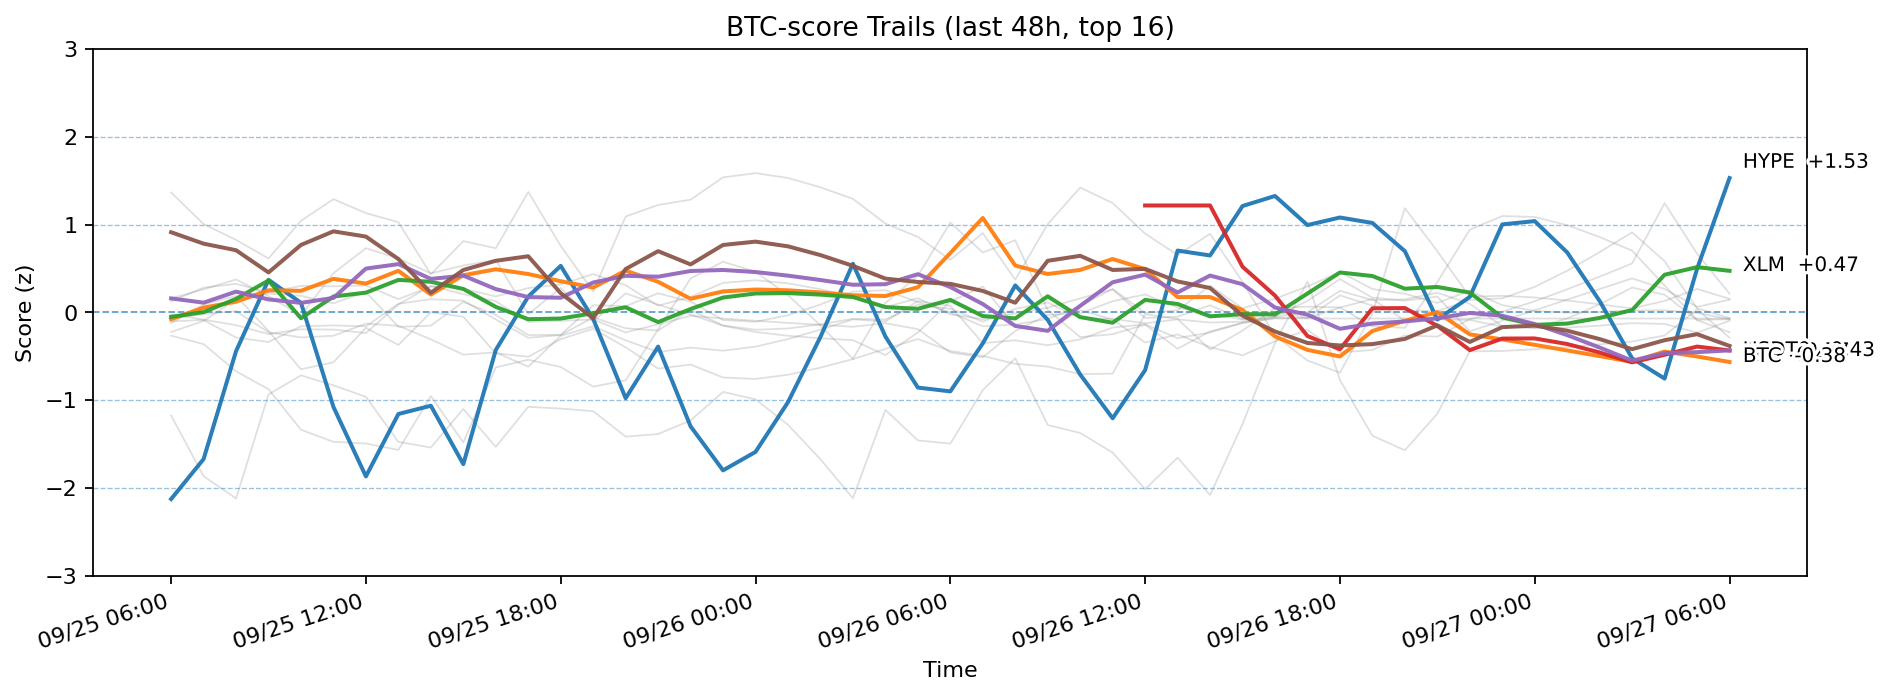 BTC-score Trails (last 48h, top 16)
3
2
1
0
−1
−2
−3
Score (z)
HYPE +1.53
XLM +0.47
BTC −0.38
09/25 06:00
09/25 12:00
09/25 18:00
09/26 00:00
09/26 06:00
09/26 12:00
09/26 18:00
09/27 00:00
09/27 06:00
Time